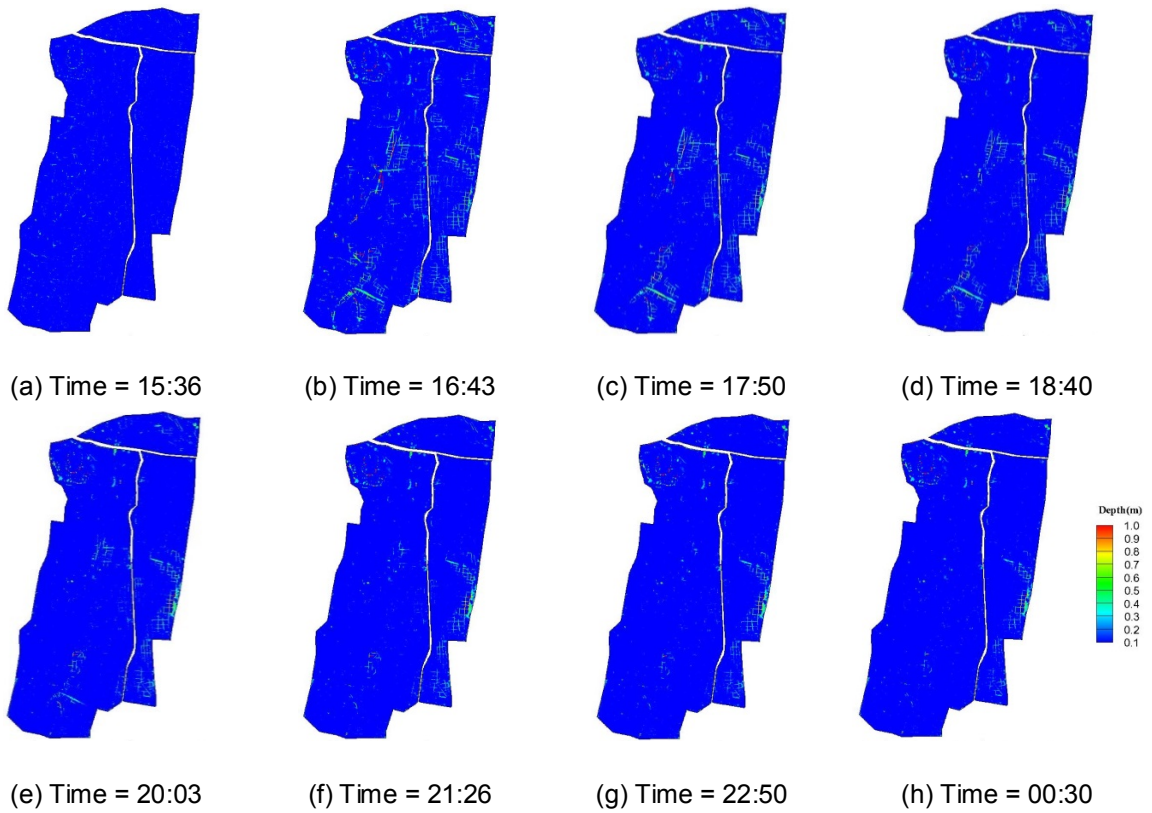 (a) Time = 15:36
(b) Time = 16:43
(c) Time = 17:50
(d) Time = 18:40
Depth(m)
1.0
0.9
0.8
0.7
0.6
0.5
0.4
0.3
0.2
0.1
(e) Time = 20:03
(f) Time = 21:26
(g) Time = 22:50
(h) Time = 00:30